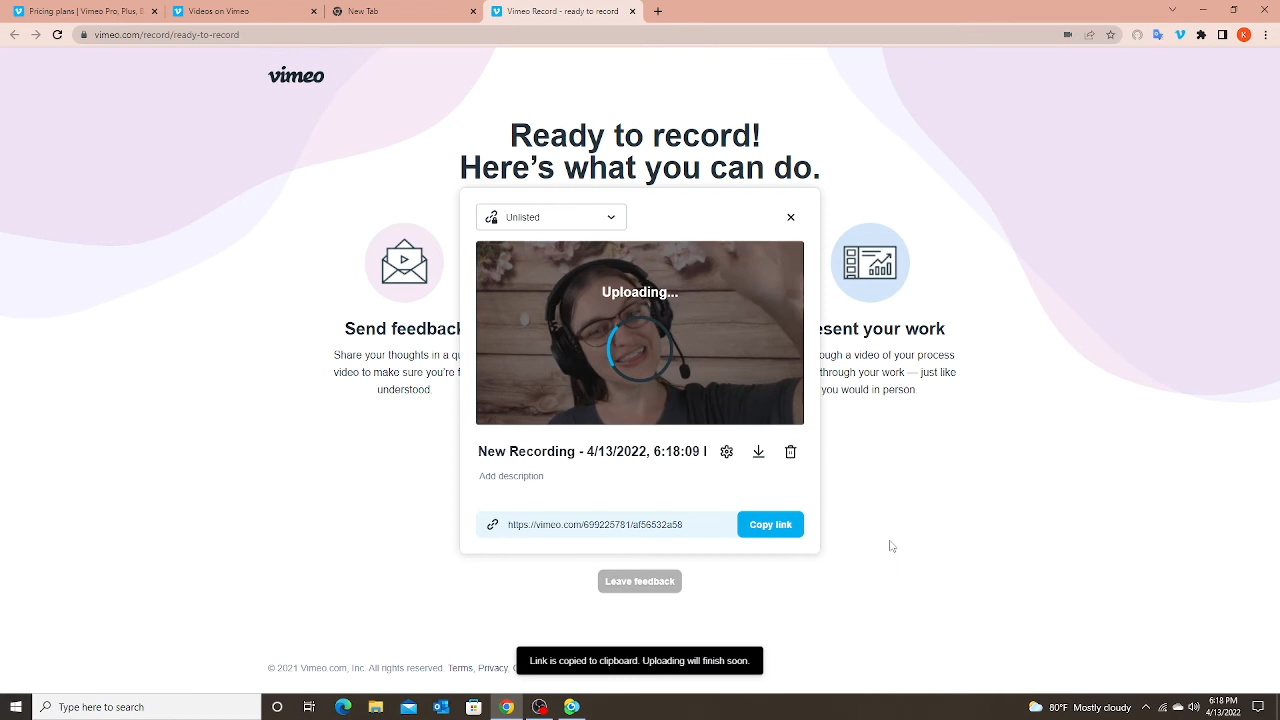 Pricing plans | Vimeo Pro, Plus, B
Videos on Vimeo
New Tab
Vimeo Record - ready to record
vimeo.com/record/ready-to-record
K
vimeo
Ready to record!
Here's what you can do.
Unlisted
Uploading...
Send feedback
esent your work
Share your thoughts in a qu
ough a video of your process
video to make sure you're f
through your work — just like
understood.
you would in person.
New Recording - 4/13/2022, 6:18:09 I
Add description
https://vimeo.com/699225781/af56532a58
Copy link
Leave feedback
© 2021 Vimeo.com, Inc. All rights reserved. Terms, Privacy,
Link is copied to clipboard. Uploading will finish soon.
Type here to search
80°F Mostly cloudy
6:18 PM
4/13/2022